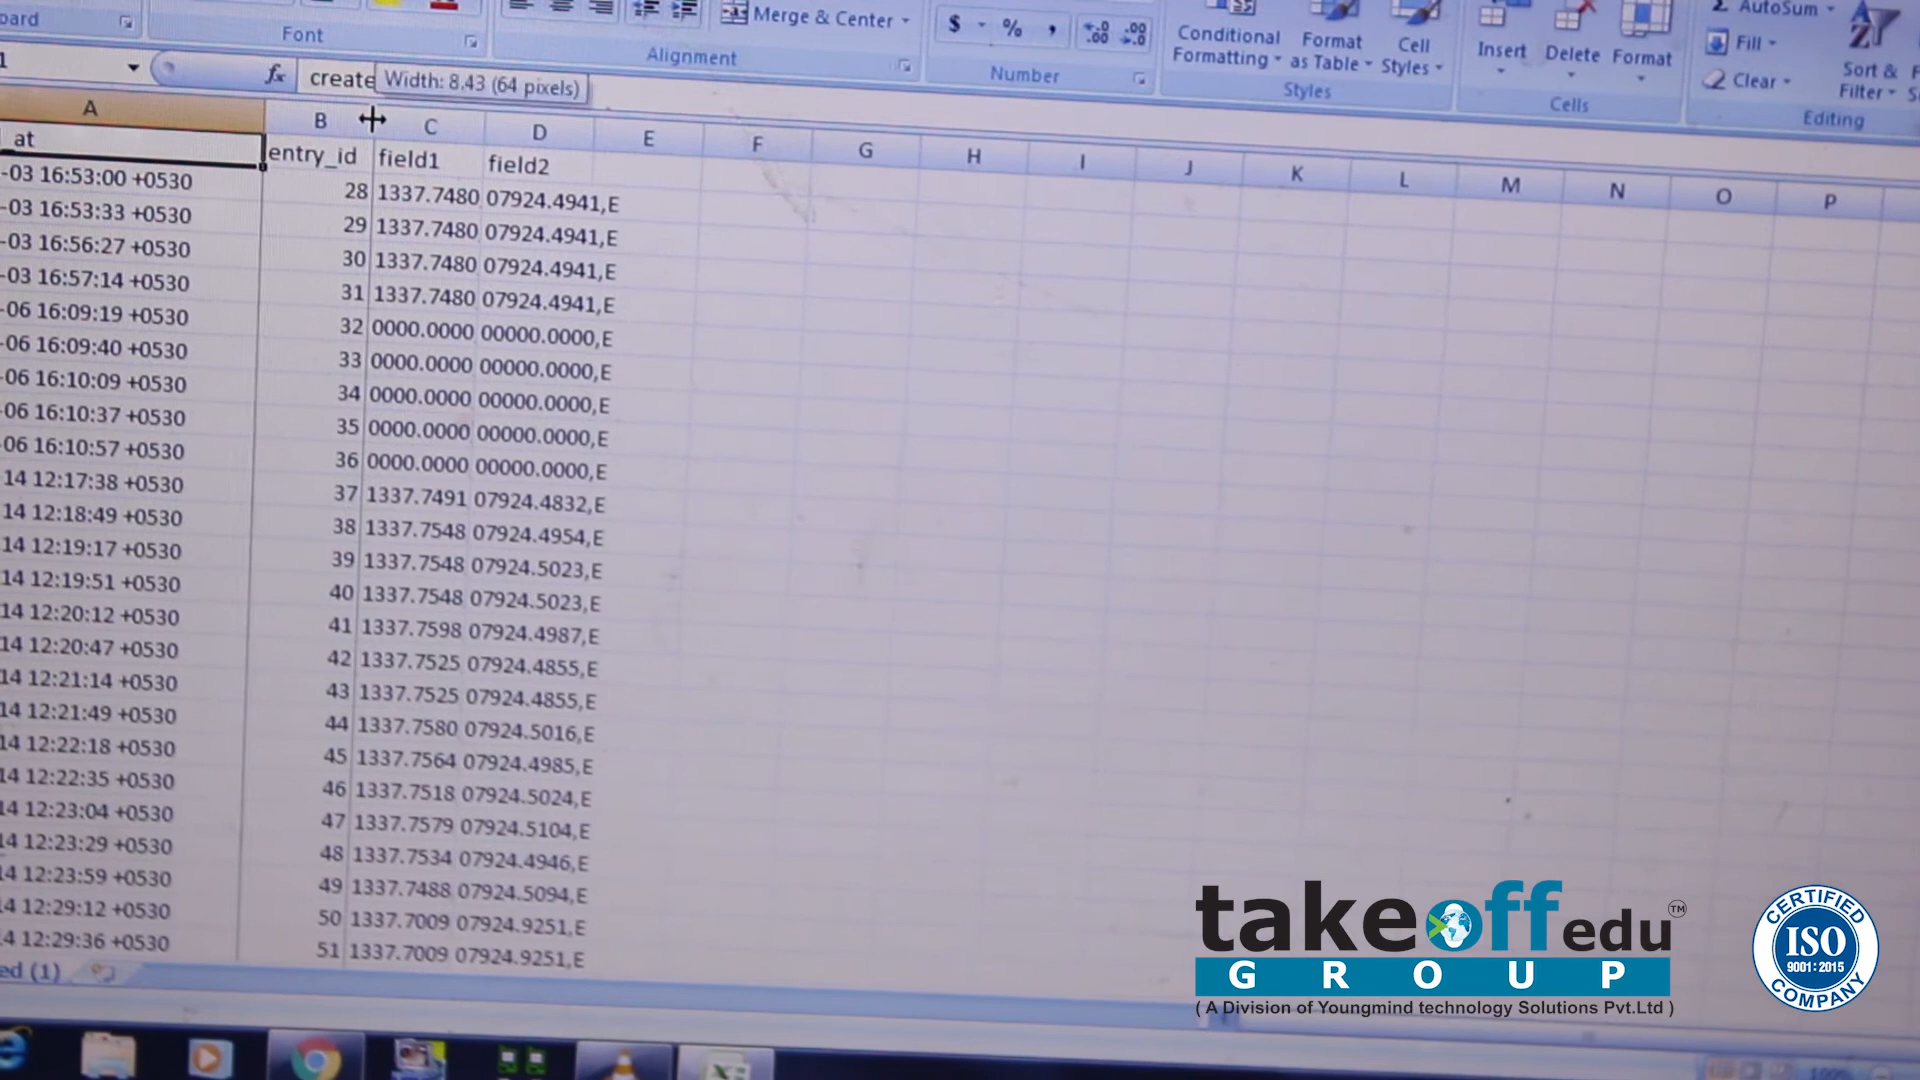 Merge & Center
$ % ,
AutoSum
Conditional Formatting
Format as Table
Cell Styles
Insert
Delete
Format
Fill
Clear
Sort & Filter
Font
Alignment
Number
Styles
Cells
Editing
fx create
Width: 8.43 (64 pixels)
A B C D E F G H I J K L M N O P
at entry_id field1 field2
-03 16:53:00 +0530 28 1337.7480 07924.4941,E
-03 16:53:33 +0530 29 1337.7480 07924.4941,E
-03 16:56:27 +0530 30 1337.7480 07924.4941,E
-03 16:57:14 +0530 31 1337.7480 07924.4941,E
-06 16:09:19 +0530 32 0000.0000 00000.0000,E
-06 16:09:40 +0530 33 0000.0000 00000.0000,E
-06 16:10:09 +0530 34 0000.0000 00000.0000,E
-06 16:10:37 +0530 35 0000.0000 00000.0000,E
-06 16:10:57 +0530 36 0000.0000 00000.0000,E
14 12:17:38 +0530 37 1337.7491 07924.4832,E
14 12:18:49 +0530 38 1337.7548 07924.4954,E
14 12:19:17 +0530 39 1337.7548 07924.5023,E
14 12:19:51 +0530 40 1337.7548 07924.5023,E
14 12:20:12 +0530 41 1337.7598 07924.4987,E
14 12:20:47 +0530 42 1337.7525 07924.4855,E
14 12:21:14 +0530 43 1337.7525 07924.4855,E
14 12:21:49 +0530 44 1337.7580 07924.5016,E
14 12:22:18 +0530 45 1337.7564 07924.4985,E
14 12:22:35 +0530 46 1337.7518 07924.5024,E
14 12:23:04 +0530 47 1337.7579 07924.5104,E
14 12:23:29 +0530 48 1337.7534 07924.4946,E
14 12:23:59 +0530 49 1337.7488 07924.5094,E
14 12:29:12 +0530 50 1337.7009 07924.9251,E
14 12:29:36 +0530 51 1337.7009 07924.9251,E
ed (1)
takeoff edu TM
GROUP
( A Division of Youngmind technology Solutions Pvt.Ltd )
CERTIFIED
ISO
9001:2015
COMPANY
100%